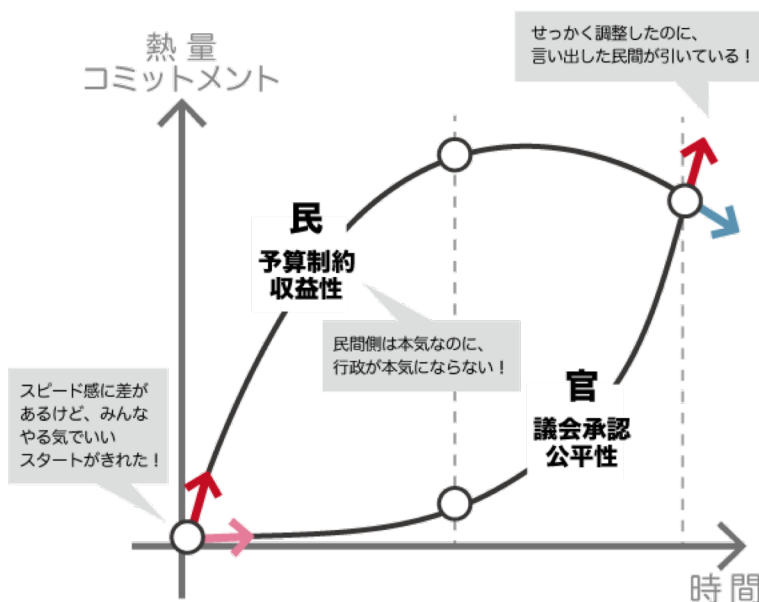 熱量
コミットメント
せっかく調整したのに、
言い出した民間が引いている！
民
予算制約
収益性
民間側は本気なのに、
行政が本気にならない！
官
議会承認
公平性
スピード感に差が
あるけど、みんな
やる気でいい
スタートがきれた！
時間